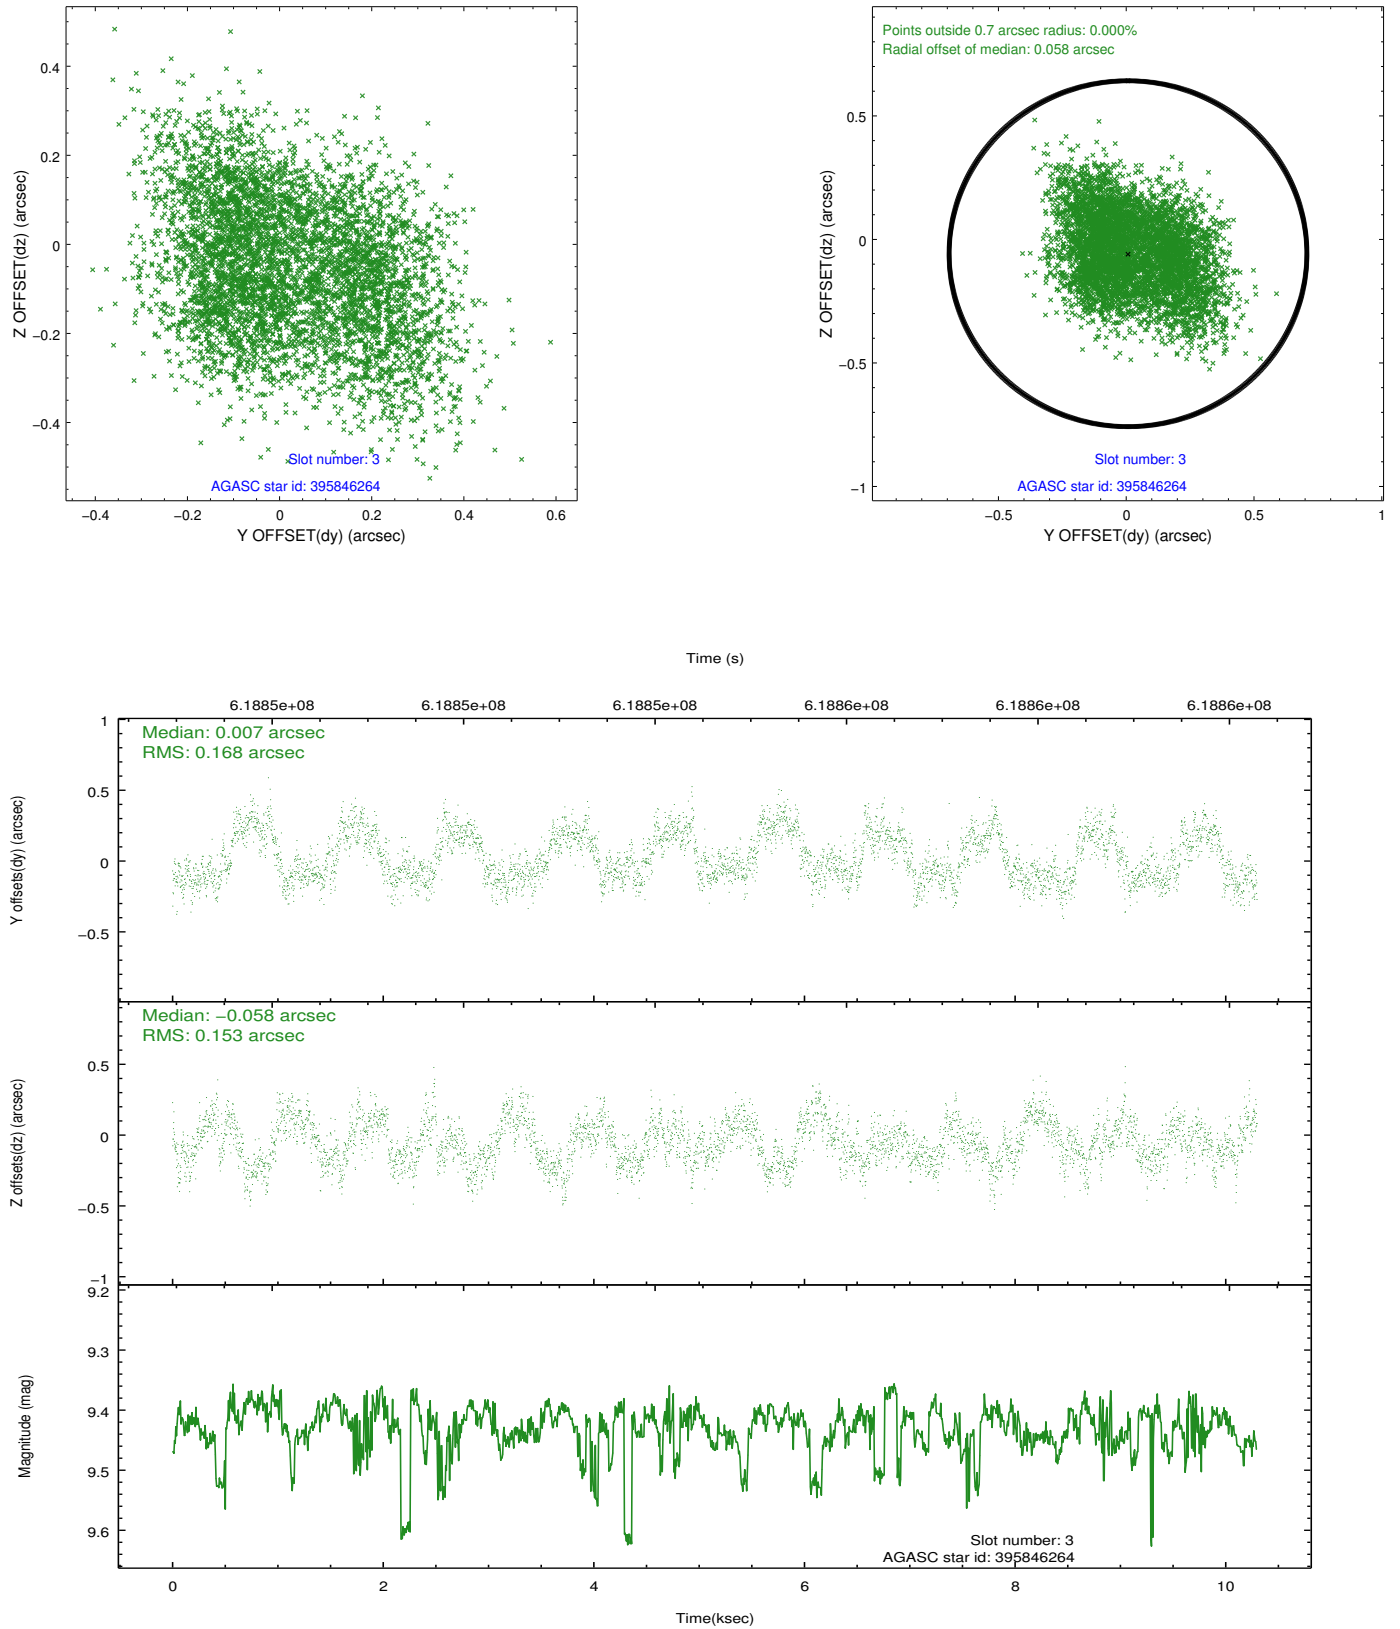 0.4
0.2
0
−0.2
−0.4
Z OFFSET(dz) (arcsec)
Slot number: 3
AGASC star id: 395846264
−0.4 −0.2 0 0.2 0.4 0.6
Y OFFSET(dy) (arcsec)
Points outside 0.7 arcsec radius: 0.000%
Radial offset of median: 0.058 arcsec
0.5
0
−0.5
−1
Z OFFSET(dz) (arcsec)
Slot number: 3
AGASC star id: 395846264
−0.5 0 0.5 1
Y OFFSET(dy) (arcsec)
Time (s)
6.1885e+08 6.1885e+08 6.1885e+08 6.1886e+08 6.1886e+08 6.1886e+08
Median: 0.007 arcsec
RMS: 0.168 arcsec
1
0.5
0
−0.5
Y offsets(dy) (arcsec)
Median: −0.058 arcsec
RMS: 0.153 arcsec
0.5
0
−0.5
−1
Z offsets(dz) (arcsec)
9.2
9.3
9.4
9.5
9.6
Magnitude (mag)
Slot number: 3
AGASC star id: 395846264
0 2 4 6 8 10
Time(ksec)